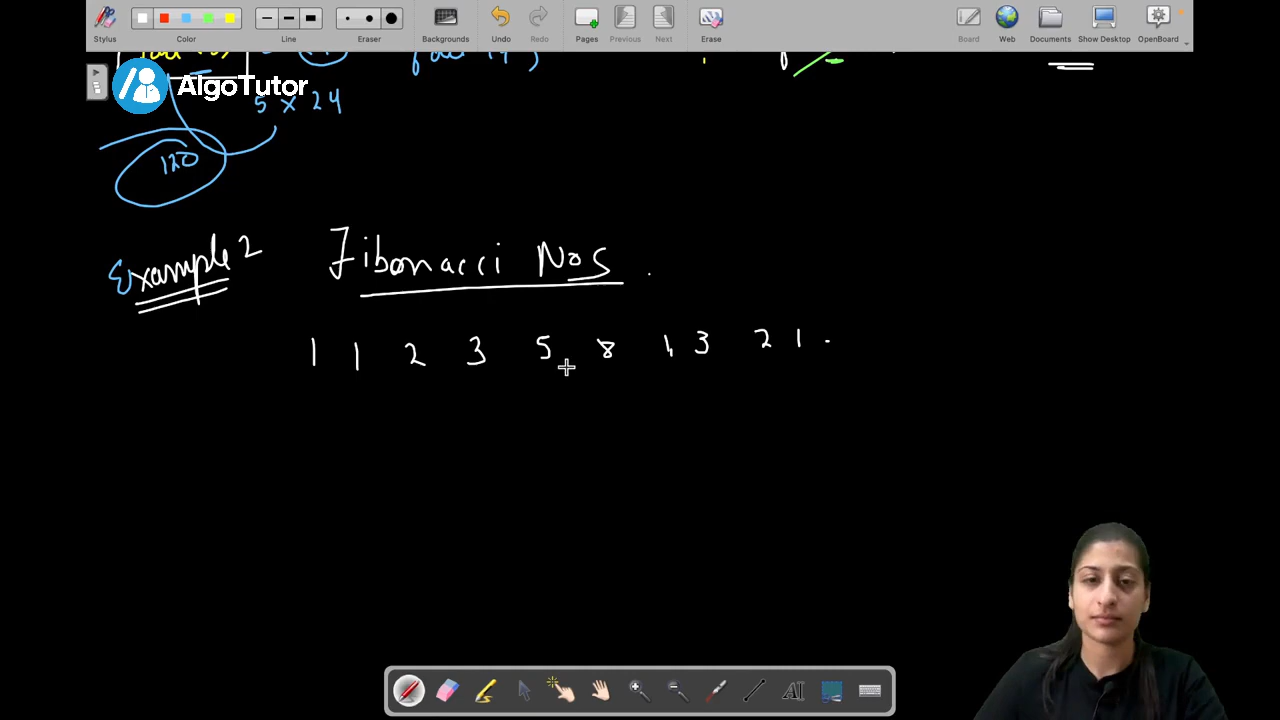 Stylus Color Line Eraser Backgrounds Undo Redo Pages Previous Next Erase Board Web Documents Show Desktop OpenBoard
AlgoTutor
5 x 24
120
Example 2 Fibonacci Nos.
1 1 2 3 5 8 13 21.